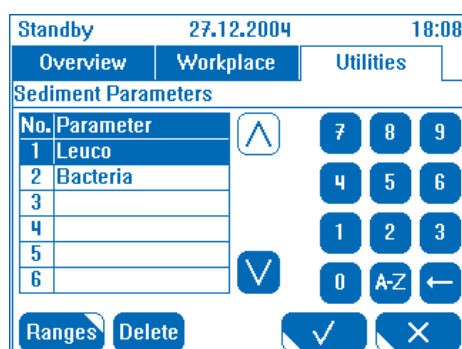 Standby 27.12.2004 18:08
Overview Workplace Utilities
Sediment Parameters
No. Parameter
1 Leuco
2 Bacteria
3
4
5
6
7 8 9
4 5 6
1 2 3
0 A-Z ←
Ranges Delete ✓ ✕